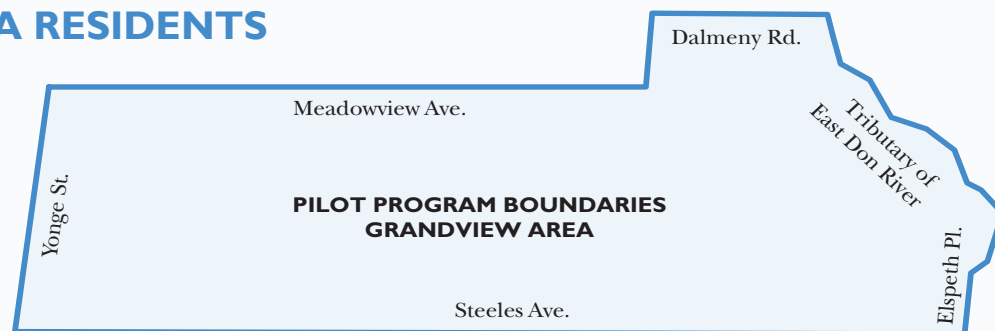 A RESIDENTS
Dalmeny Rd.
Meadowview Ave.
Tributary of
East Don River
Yonge St.
PILOT PROGRAM BOUNDARIES
GRANDVIEW AREA
Elspeth Pl.
Steeles Ave.